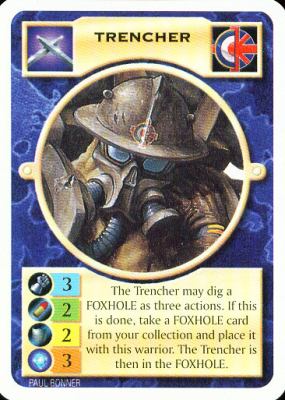 TRENCHER
3
2
2
3
The Trencher may dig a
FOXHOLE as three actions. If this
is done, take a FOXHOLE card
from your collection and place it
with this warrior. The Trencher is
then in the FOXHOLE.
PAUL BONNER